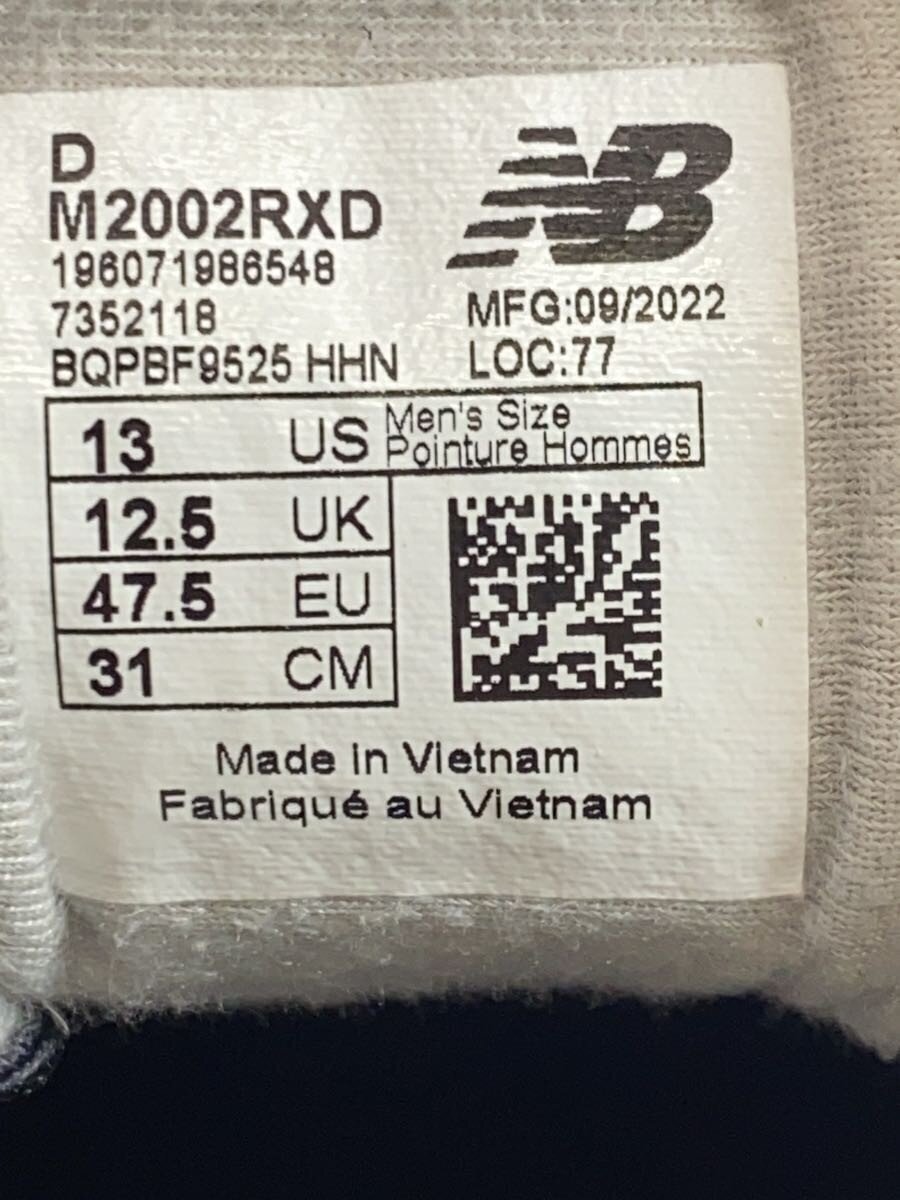 D
M2002RXD
196071986548
7352118
BQPBF9525 HHN
NB
MFG:09/2022
LOC:77
13 US Men's Size
Pointure Hommes
12.5 UK
47.5 EU
31 CM
Made in Vietnam
Fabriqué au Vietnam